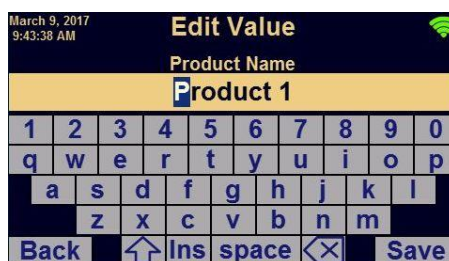 March 9, 2017
9:43:38 AM
Edit Value
Product Name
Product 1
1 2 3 4 5 6 7 8 9 0
q w e r t y u i o p
a s d f g h j k l
z x c v b n m
Back Ins space Save